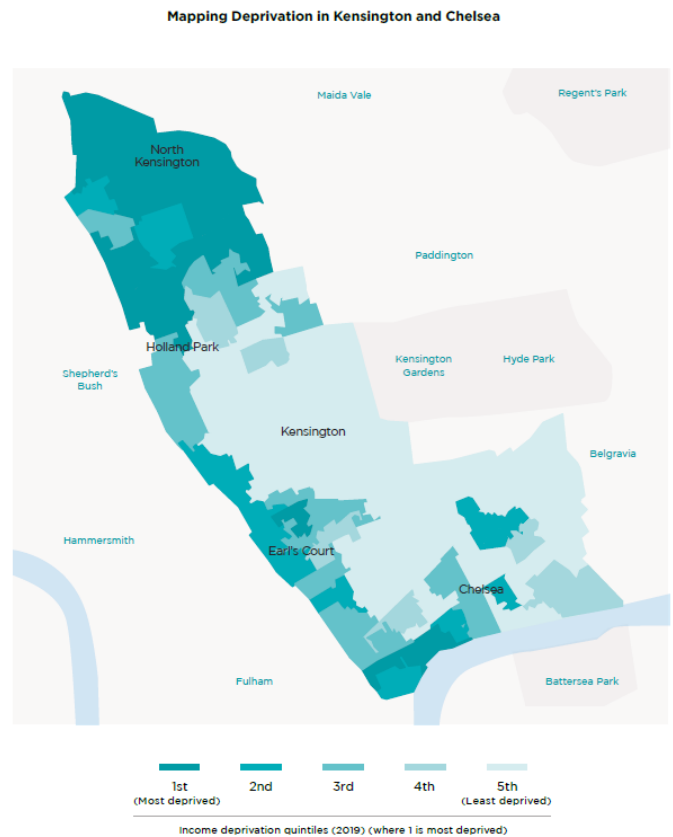 Mapping Deprivation in Kensington and Chelsea
Maida Vale
Regent's Park
North
Kensington
Paddington
Holland Park
Kensington
Gardens
Hyde Park
Shepherd's
Bush
Kensington
Belgravia
Hammersmith
Earl's Court
Chelsea
Fulham
Battersea Park
1st
(Most deprived)
2nd
3rd
4th
5th
(Least deprived)
Income deprivation quintiles (2019) (where 1 is most deprived)